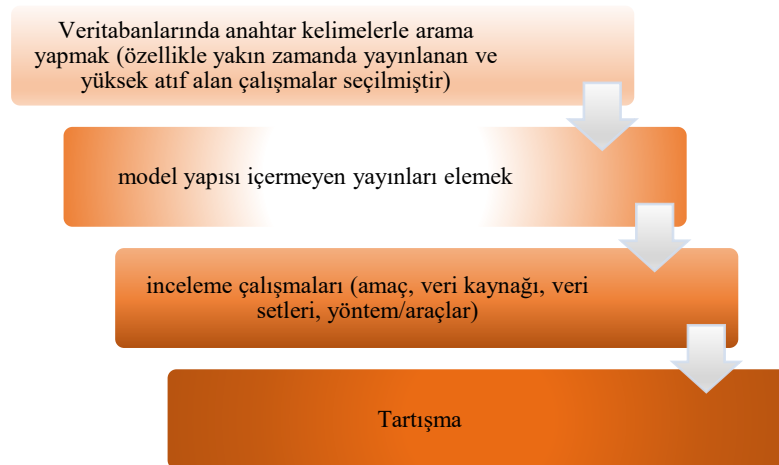 Veritabanlarında anahtar kelimelerle arama
yapmak (özellikle yakın zamanda yayınlanan ve
yüksek atıf alan çalışmalar seçilmiştir)
model yapısı içermeyen yayınları elemek
inceleme çalışmaları (amaç, veri kaynağı, veri
setleri, yöntem/araçlar)
Tartışma